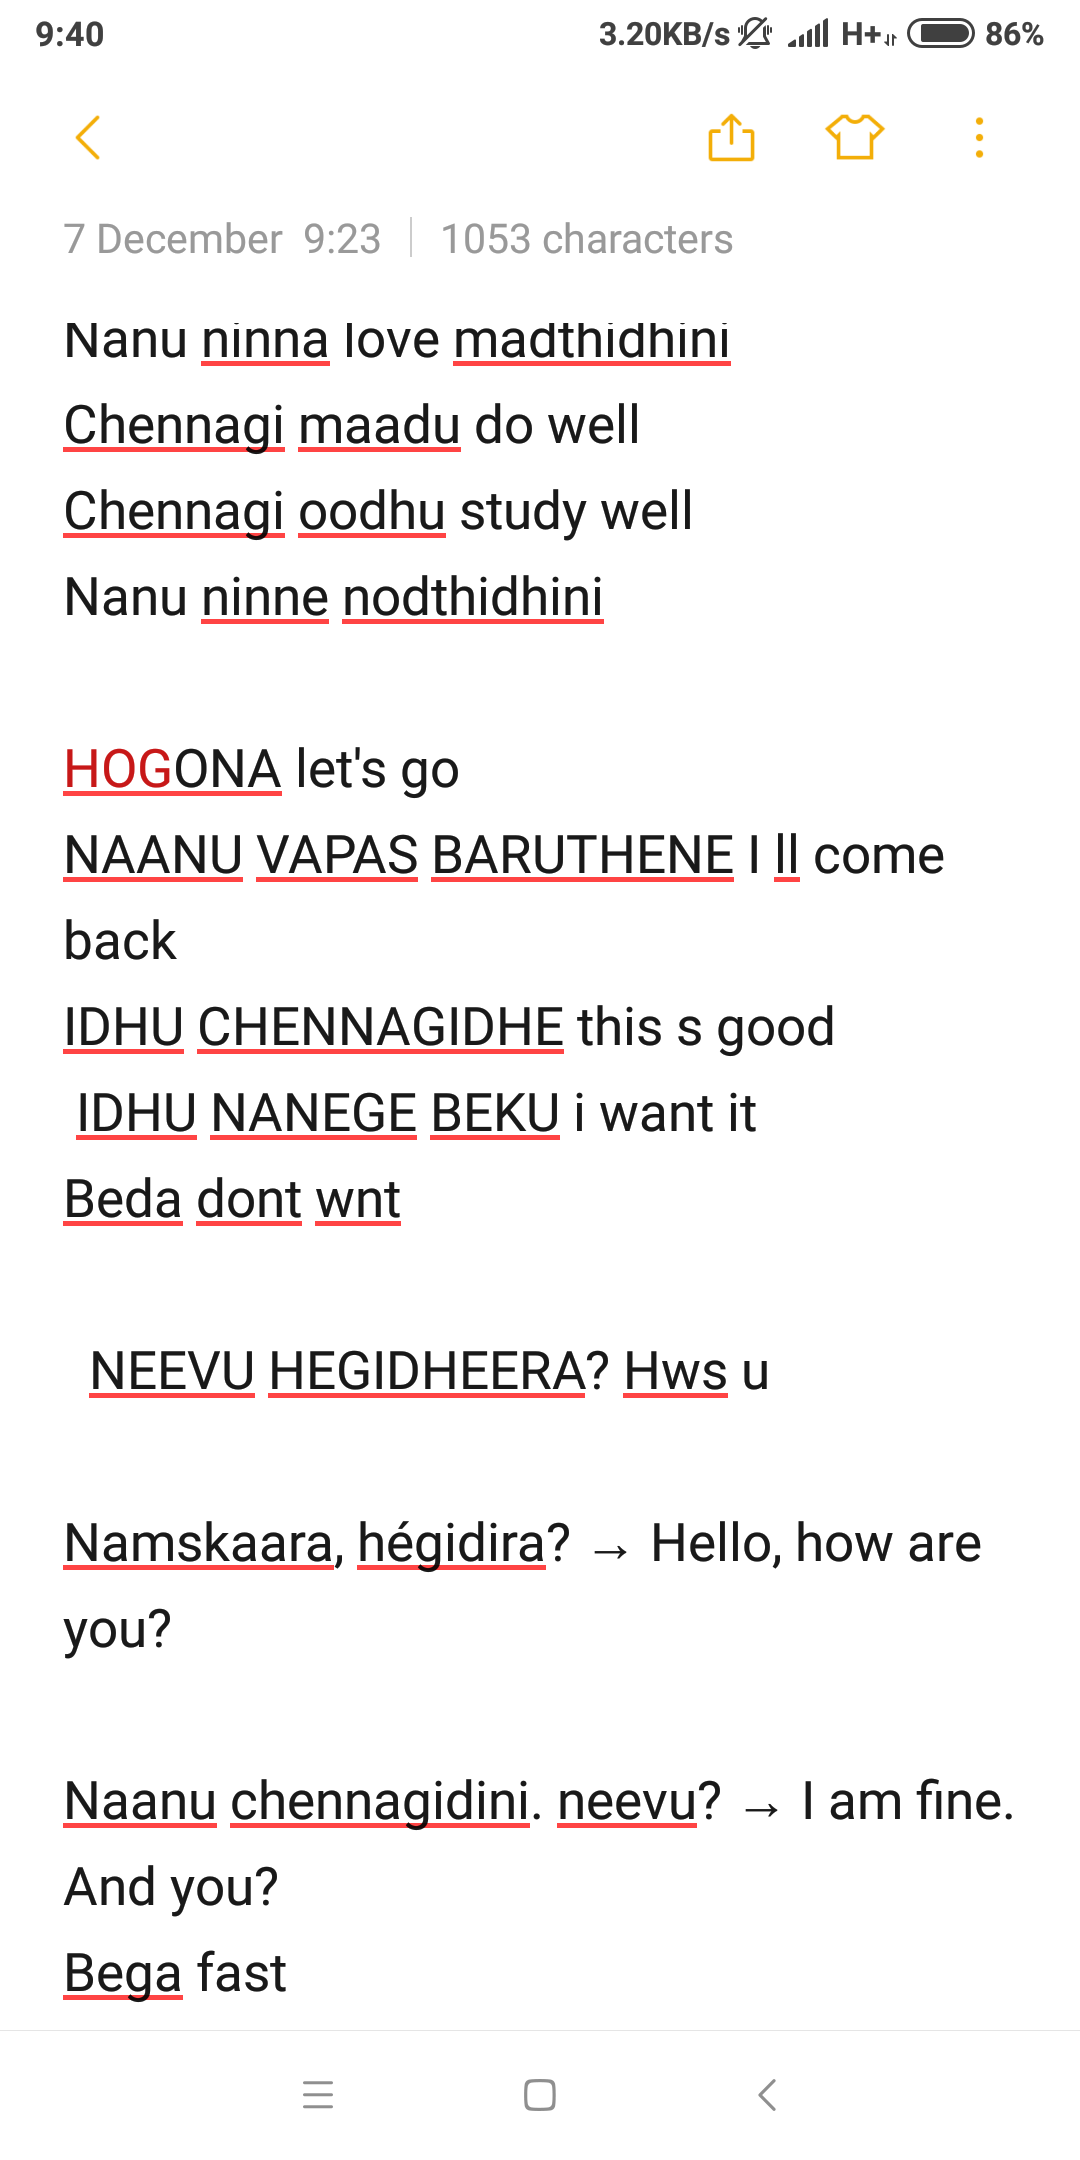 9:40 3.20KB/s H+ 86%
7 December 9:23 | 1053 characters
Nanu ninna love madthidhini
Chennagi maadu do well
Chennagi oodhu study well
Nanu ninne nodthidhini
HOGONA let's go
NAANU VAPAS BARUTHENE I ll come
back
IDHU CHENNAGIDHE this s good
IDHU NANEGE BEKU i want it
Beda dont wnt
NEEVU HEGIDHEERA? Hws u
Namskaara, hégidira? → Hello, how are
you?
Naanu chennagidini. neevu? → I am fine.
And you?
Bega fast